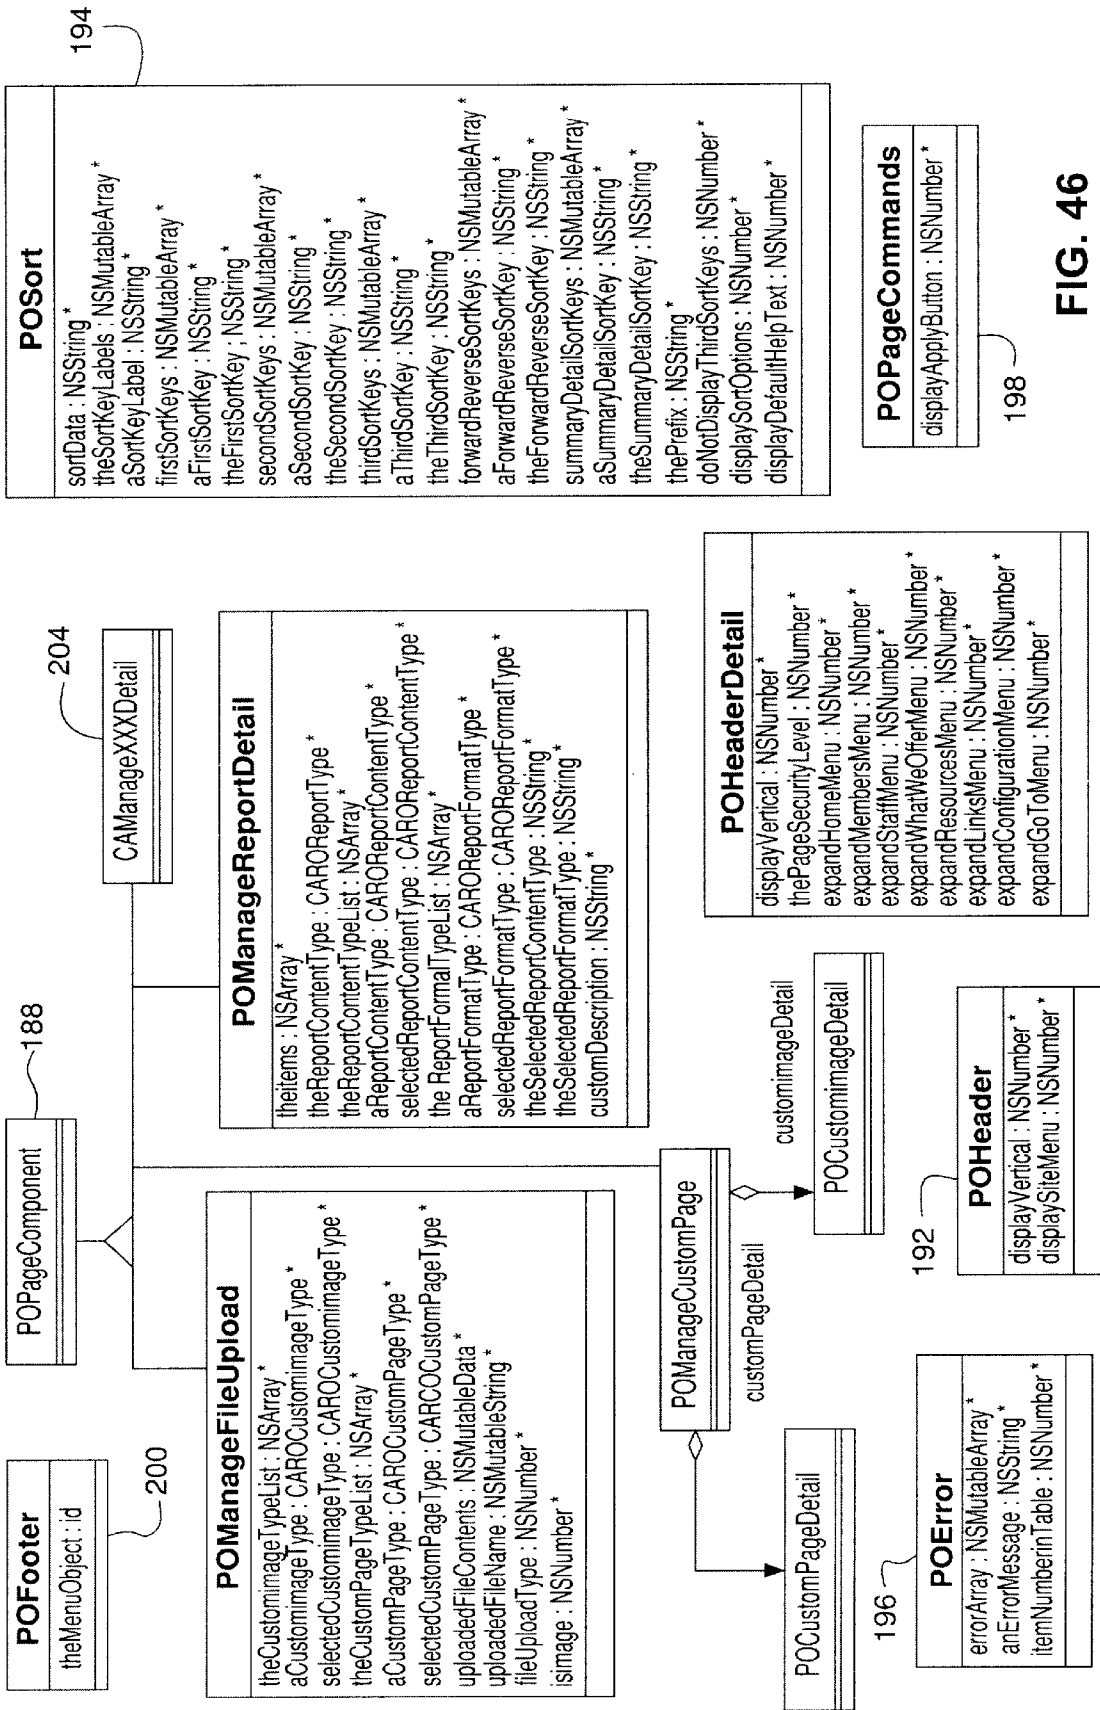 POFooter
theMenuObject : id
200
POPageComponent
188
CAManageXXXDetail
204
POSort
sortData : NSString *
theSortKeyLabels : NSMutableArray *
aSortKeyLabel : NSString *
firstSortKeys : NSMutableArray *
aFirstSortKey : NSString *
theFirstSortKey ; NSString *
secondSortKeys : NSMutableArray *
aSecondSortKey : NSString *
theSecondSortKey : NSString *
thirdSortKeys : NSMutableArray *
aThirdSortKey : NSString *
theThirdSortKey : NSString *
forwardReverseSortKeys : NSMutableArray *
aForwardReverseSortKey : NSString *
theForwardReverseSortKey : NSString *
summaryDetailSortKeys : NSMutableArray *
aSummaryDetailSortKey : NSString *
theSummaryDetailSortKey : NSString *
thePrefix : NSString *
doNotDisplayThirdSortKeys : NSNumber *
displaySortOptions : NSNumber *
displayDefaultHelpText : NSNumber *
194
POManageFileUpload
theCustomimageTypeList : NSArray *
aCustomimageType : CAROCustomimageType *
selectedCustomimageType : CAROCustomimageType *
theCustomPageTypeList : NSArray *
aCustomPageType : CAROCustomPageType *
selectedCustomPageType : CARCOCustomPageType *
uploadedFileContents : NSMutableData *
uploadedFileName : NSMutableString *
fileUploadType : NSNumber *
isimage : NSNumber *
POManageReportDetail
theitems : NSArray *
theReportContentType : CAROReportType *
theReportContentTypeList : NSArray *
aReportContentType : CAROReportContentType *
selectedReportContentType : CAROReportContentType *
the ReportFormalTypeList : NSArray *
aReportFormatType : CAROReportFormatType *
selectedReportFormatType : CAROReportFormatType *
theSelectedReportContentType : NSString *
theSelectedReportFormatType : NSString *
customDescription : NSString *
POManageCustomPage
customPageDetail
customimageDetail
POCustomPageDetail
POCustomimageDetail
POHeaderDetail
displayVertical : NSNumber *
thePageSecurityLevel : NSNumber *
expandHomeMenu : NSNumber *
expandMembersMenu : NSNumber *
expandStaffMenu : NSNumber *
expandWhatWeOfferMenu : NSNumber *
expandResourcesMenu : NSNumber *
expandLinksMenu : NSNumber *
expandConfigurationMenu : NSNumber *
expandGoToMenu : NSNumber *
POPageCommands
displayApplyButton : NSNumber *
198
196
POError
errorArray : NSMutableArray *
anErrorMessage : NSString *
itemNumberinTable : NSNumber *
192
POHeader
displayVertical : NSNumber *
displaySiteMenu : NSNumber *
FIG. 46